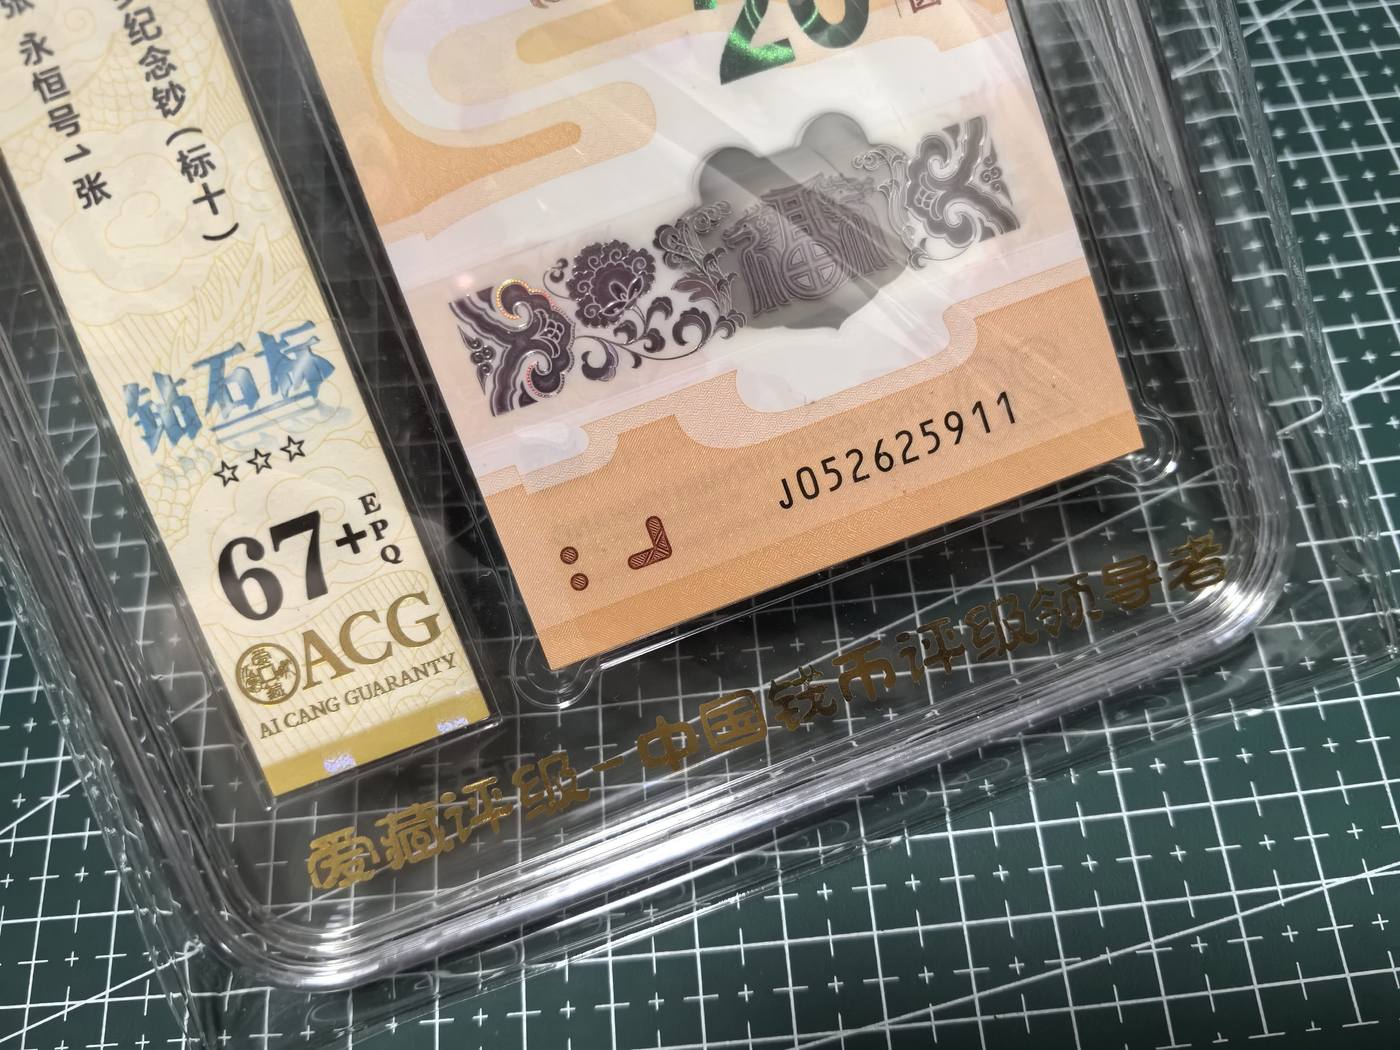 张 永恒号1张
纪念钞(标十)
钻石标
☆☆☆
67+EPQ
ACG
AI CANG GUARANTY
20
J052625911
爱藏评级-中国钱币评级领导者